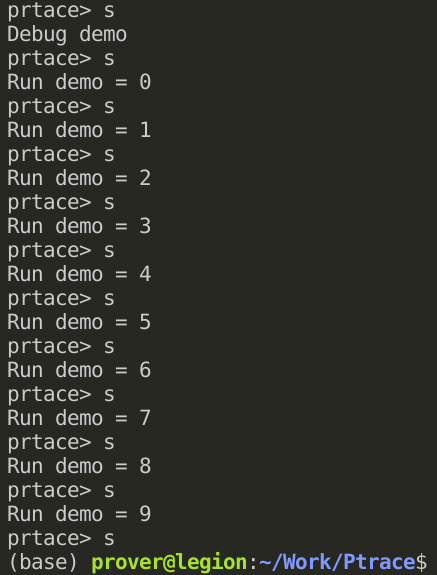 prtace> s
Debug demo
prtace> s
Run demo = 0
prtace> s
Run demo = 1
prtace> s
Run demo = 2
prtace> s
Run demo = 3
prtace> s
Run demo = 4
prtace> s
Run demo = 5
prtace> s
Run demo = 6
prtace> s
Run demo = 7
prtace> s
Run demo = 8
prtace> s
Run demo = 9
prtace> s
(base) prover@legion:~/Work/Ptrace$